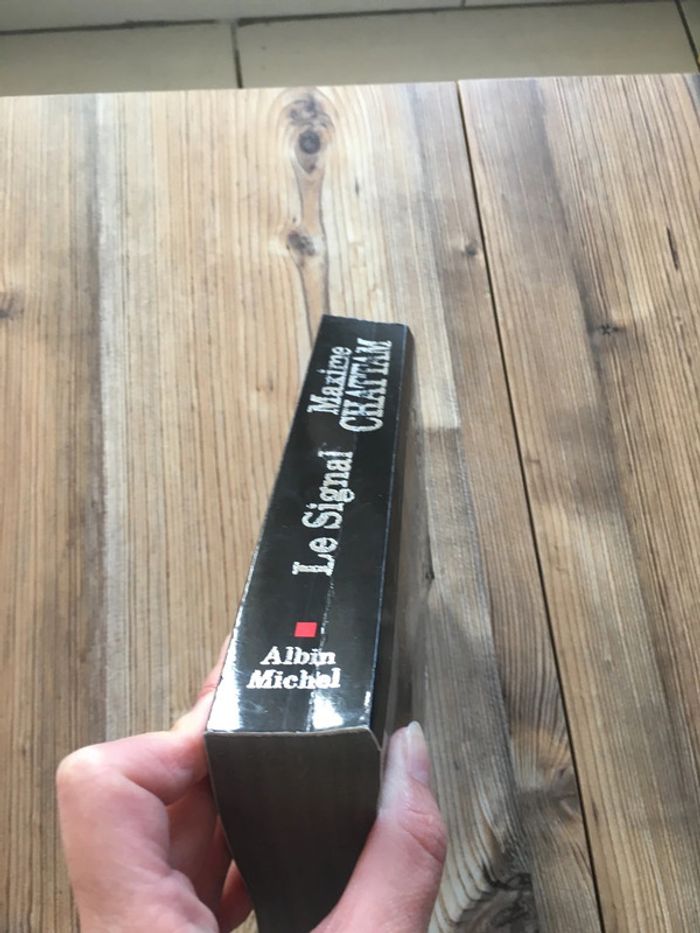 Maxime
CHATTAM
Le Signal
Albin
Michel